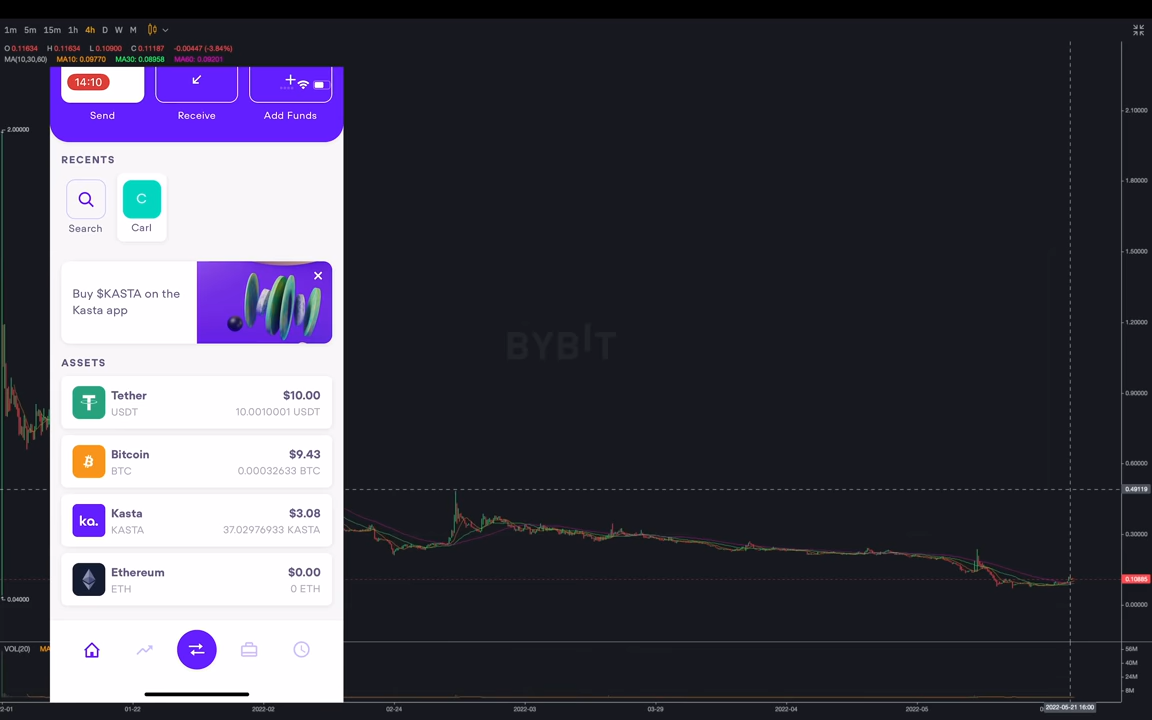 1m 5m 15m 1h 4h D W M
O 0.11634 H 0.11634 L 0.10900 C 0.11187 -0.00447 (-3.84%)
MA(10,30,60) MA10: 0.09770 MA30: 0.08958 MA60: 0.09201
14:10
Send Receive Add Funds
RECENTS
Search
C
Carl
Buy $KASTA on the
Kasta app
ASSETS
Tether $10.00
USDT 10.0010001 USDT
Bitcoin $9.43
BTC 0.00032633 BTC
ka.
Kasta $3.08
KASTA 37.02976933 KASTA
Ethereum $0.00
ETH 0 ETH
BYBIT
2.00000
0.04000
2.10000
1.80000
1.50000
1.20000
0.90000
0.60000
0.49119
0.30000
0.10885
0.00000
VOL(20) MA
56M
40M
24M
8M
01-22 2022-02 02-24 2022-03 03-29 2022-04 2022-05 2022-05-21 16:00